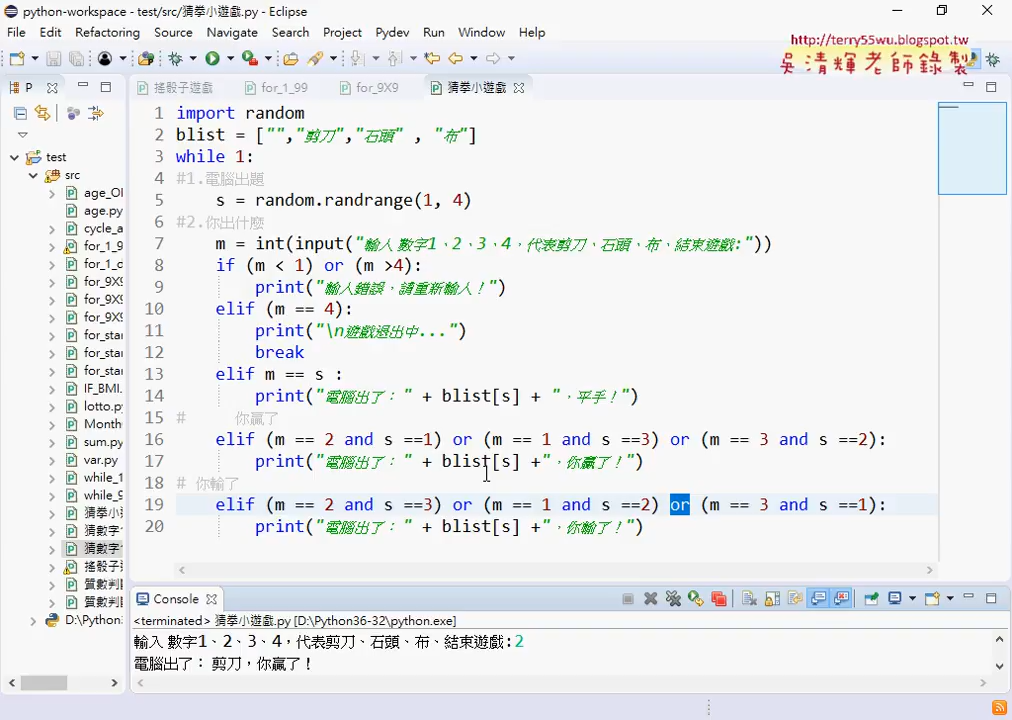 python-workspace - test/src/猜拳小遊戲.py - Eclipse
File Edit Refactoring Source Navigate Search Project Pydev Run Window Help
http://terry55wu.blogspot.tw
吳清輝老師錄製
P
搖骰子遊戲 for_1_99 for_9X9 猜拳小遊戲
test
src
age_Ol
age.py
cycle_a
for_1_9
for_1_d
for_9X9
for_9X9
for_9X9
for_stai
for_stai
for_stai
IF_BMI.
lotto.py
Month
sum.py
var.py
while_1
while_9
猜拳小
猜數字
猜數字
搖骰子
質數判
質數判
D:\Python
1 import random
2 blist = ["","剪刀","石頭" , "布"]
3 while 1:
4 #1.電腦出題
5 s = random.randrange(1, 4)
6 #2.你出什麼
7 m = int(input("輸入 數字1、2、3、4，代表剪刀、石頭、布、結束遊戲:"))
8 if (m < 1) or (m >4):
9 print("輸入錯誤，請重新輸入！")
10 elif (m == 4):
11 print("\n遊戲退出中...")
12 break
13 elif m == s :
14 print("電腦出了： " + blist[s] + "，平手！")
15 # 你贏了
16 elif (m == 2 and s ==1) or (m == 1 and s ==3) or (m == 3 and s ==2):
17 print("電腦出了： " + blist[s] +"，你贏了！")
18 # 你輸了
19 elif (m == 2 and s ==3) or (m == 1 and s ==2) or (m == 3 and s ==1):
20 print("電腦出了： " + blist[s] +"，你輸了！")
Console
<terminated> 猜拳小遊戲.py [D:\Python36-32\python.exe]
輸入 數字1、2、3、4，代表剪刀、石頭、布、結束遊戲:2
電腦出了： 剪刀，你贏了！